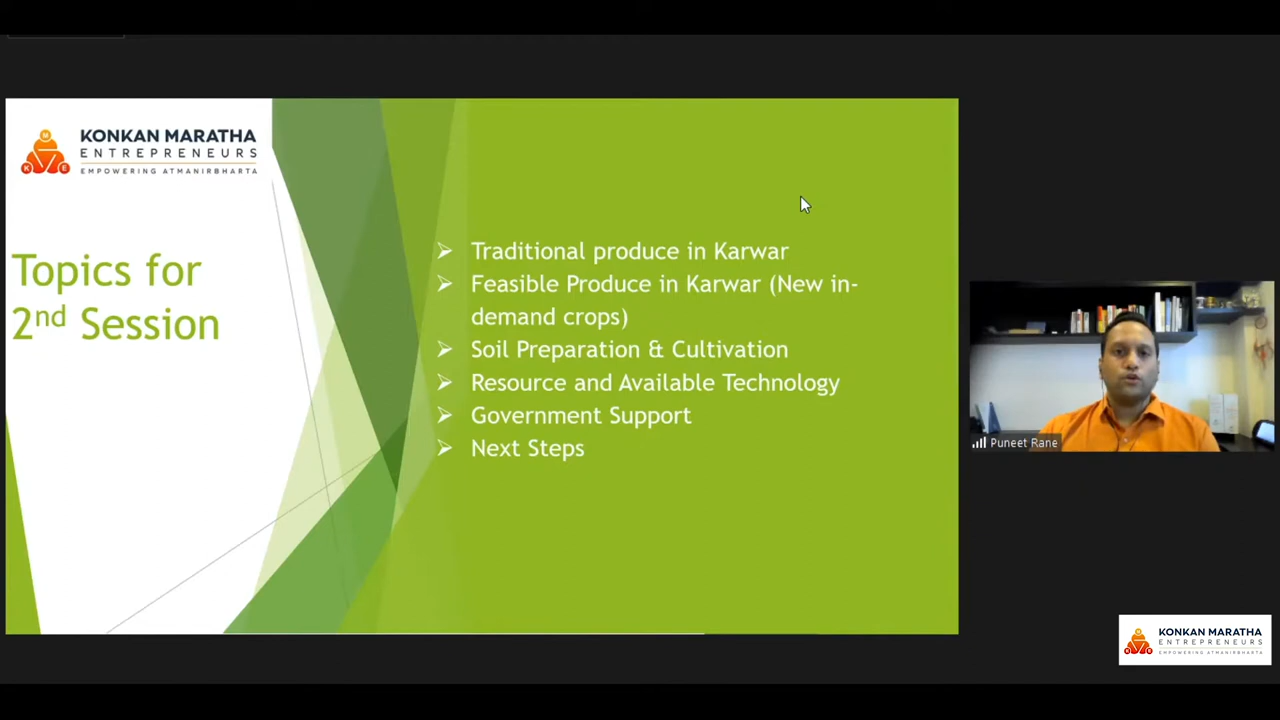 KONKAN MARATHA
ENTREPRENEURS
EMPOWERING ATMANIRBHARTA
Topics for
2nd Session
Traditional produce in Karwar
Feasible Produce in Karwar (New in-
demand crops)
Soil Preparation & Cultivation
Resource and Available Technology
Government Support
Next Steps
Puneet Rane
KONKAN MARATHA
ENTREPRENEURS
EMPOWERING ATMANIRBHARTA